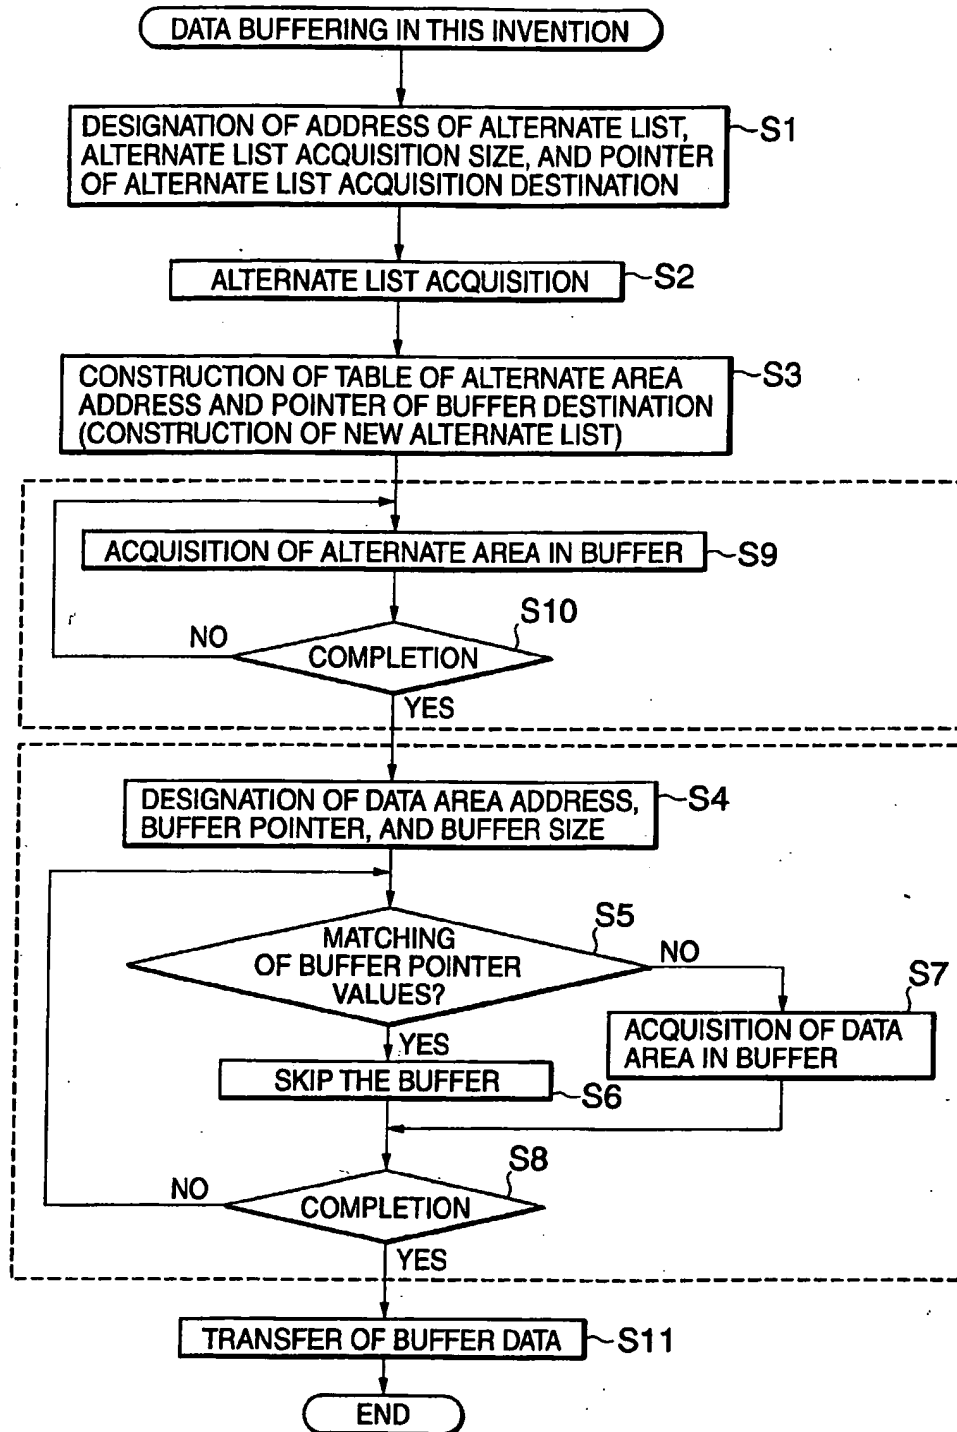 DATA BUFFERING IN THIS INVENTION
DESIGNATION OF ADDRESS OF ALTERNATE LIST,
ALTERNATE LIST ACQUISITION SIZE, AND POINTER
OF ALTERNATE LIST ACQUISITION DESTINATION
S1
ALTERNATE LIST ACQUISITION
S2
CONSTRUCTION OF TABLE OF ALTERNATE AREA
ADDRESS AND POINTER OF BUFFER DESTINATION
(CONSTRUCTION OF NEW ALTERNATE LIST)
S3
ACQUISITION OF ALTERNATE AREA IN BUFFER
S9
S10
NO
COMPLETION
YES
DESIGNATION OF DATA AREA ADDRESS,
BUFFER POINTER, AND BUFFER SIZE
S4
S5
MATCHING
OF BUFFER POINTER
VALUES?
NO
S7
YES
ACQUISITION OF DATA
AREA IN BUFFER
SKIP THE BUFFER
S6
S8
NO
COMPLETION
YES
TRANSFER OF BUFFER DATA
S11
END